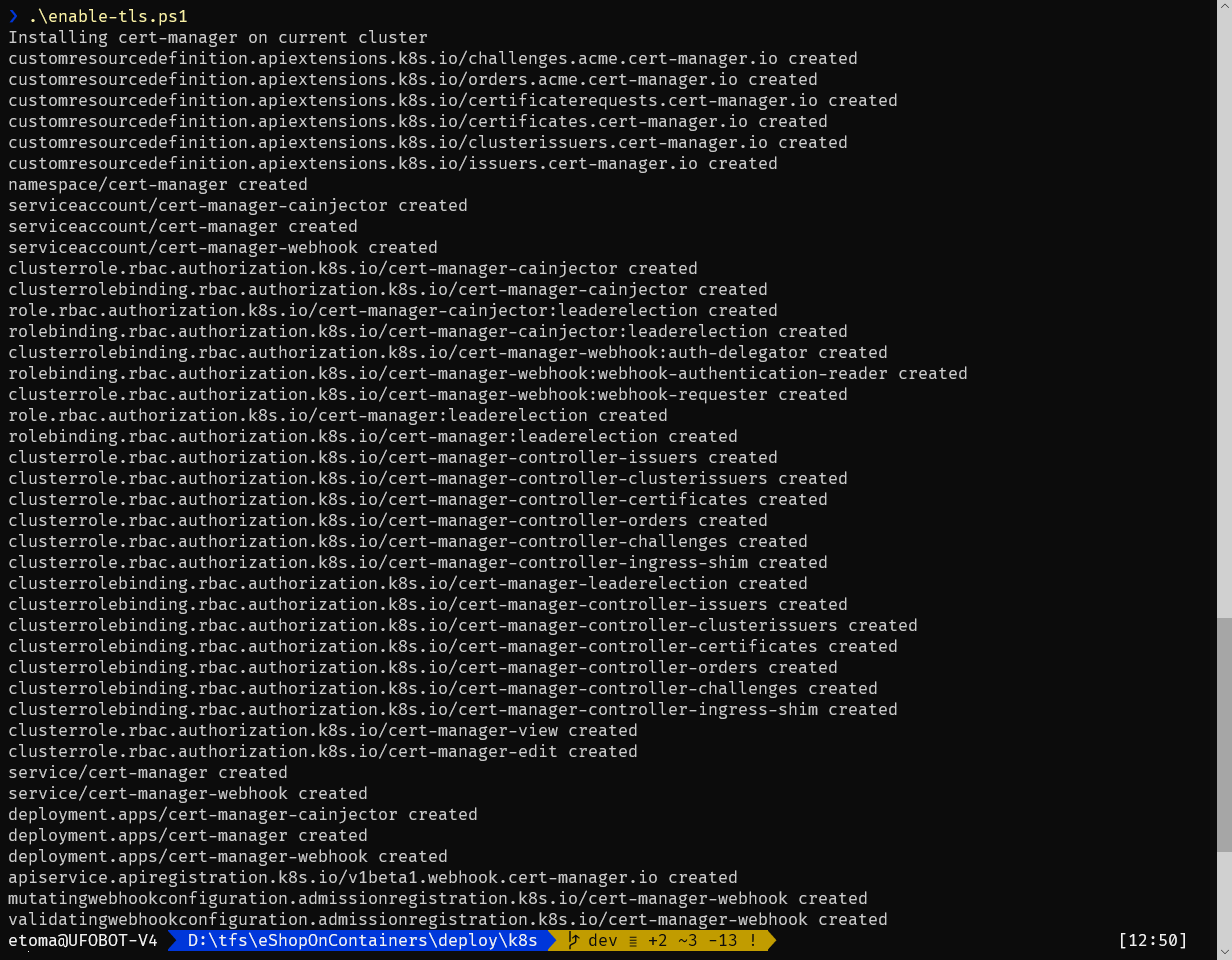 ❯ .\enable-tls.ps1
Installing cert-manager on current cluster
customresourcedefinition.apiextensions.k8s.io/challenges.acme.cert-manager.io created
customresourcedefinition.apiextensions.k8s.io/orders.acme.cert-manager.io created
customresourcedefinition.apiextensions.k8s.io/certificaterequests.cert-manager.io created
customresourcedefinition.apiextensions.k8s.io/certificates.cert-manager.io created
customresourcedefinition.apiextensions.k8s.io/clusterissuers.cert-manager.io created
customresourcedefinition.apiextensions.k8s.io/issuers.cert-manager.io created
namespace/cert-manager created
serviceaccount/cert-manager-cainjector created
serviceaccount/cert-manager created
serviceaccount/cert-manager-webhook created
clusterrole.rbac.authorization.k8s.io/cert-manager-cainjector created
clusterrolebinding.rbac.authorization.k8s.io/cert-manager-cainjector created
role.rbac.authorization.k8s.io/cert-manager-cainjector:leaderelection created
rolebinding.rbac.authorization.k8s.io/cert-manager-cainjector:leaderelection created
clusterrolebinding.rbac.authorization.k8s.io/cert-manager-webhook:auth-delegator created
rolebinding.rbac.authorization.k8s.io/cert-manager-webhook:webhook-authentication-reader created
clusterrole.rbac.authorization.k8s.io/cert-manager-webhook:webhook-requester created
role.rbac.authorization.k8s.io/cert-manager:leaderelection created
rolebinding.rbac.authorization.k8s.io/cert-manager:leaderelection created
clusterrole.rbac.authorization.k8s.io/cert-manager-controller-issuers created
clusterrole.rbac.authorization.k8s.io/cert-manager-controller-clusterissuers created
clusterrole.rbac.authorization.k8s.io/cert-manager-controller-certificates created
clusterrole.rbac.authorization.k8s.io/cert-manager-controller-orders created
clusterrole.rbac.authorization.k8s.io/cert-manager-controller-challenges created
clusterrole.rbac.authorization.k8s.io/cert-manager-controller-ingress-shim created
clusterrolebinding.rbac.authorization.k8s.io/cert-manager-leaderelection created
clusterrolebinding.rbac.authorization.k8s.io/cert-manager-controller-issuers created
clusterrolebinding.rbac.authorization.k8s.io/cert-manager-controller-clusterissuers created
clusterrolebinding.rbac.authorization.k8s.io/cert-manager-controller-certificates created
clusterrolebinding.rbac.authorization.k8s.io/cert-manager-controller-orders created
clusterrolebinding.rbac.authorization.k8s.io/cert-manager-controller-challenges created
clusterrolebinding.rbac.authorization.k8s.io/cert-manager-controller-ingress-shim created
clusterrole.rbac.authorization.k8s.io/cert-manager-view created
clusterrole.rbac.authorization.k8s.io/cert-manager-edit created
service/cert-manager created
service/cert-manager-webhook created
deployment.apps/cert-manager-cainjector created
deployment.apps/cert-manager created
deployment.apps/cert-manager-webhook created
apiservice.apiregistration.k8s.io/v1beta1.webhook.cert-manager.io created
mutatingwebhookconfiguration.admissionregistration.k8s.io/cert-manager-webhook created
validatingwebhookconfiguration.admissionregistration.k8s.io/cert-manager-webhook created
etoma@UFOBOT-V4 D:\tfs\eShopOnContainers\deploy\k8s dev ≡ +2 ~3 -13 ! [12:50]